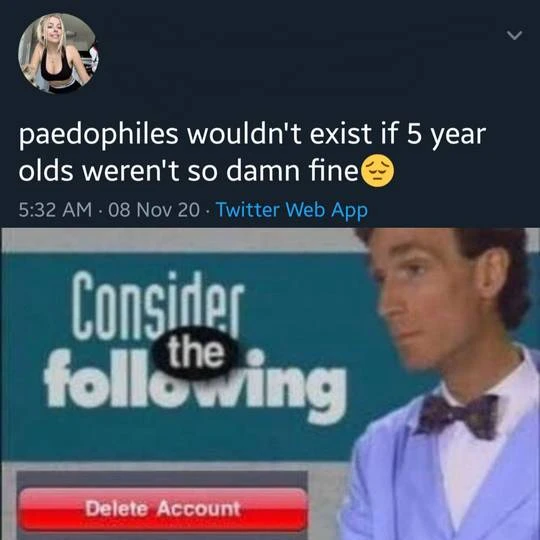 paedophiles wouldn't exist if 5 year
olds weren't so damn fine😔
5:32 AM · 08 Nov 20 · Twitter Web App
Consider
the
following
Delete Account